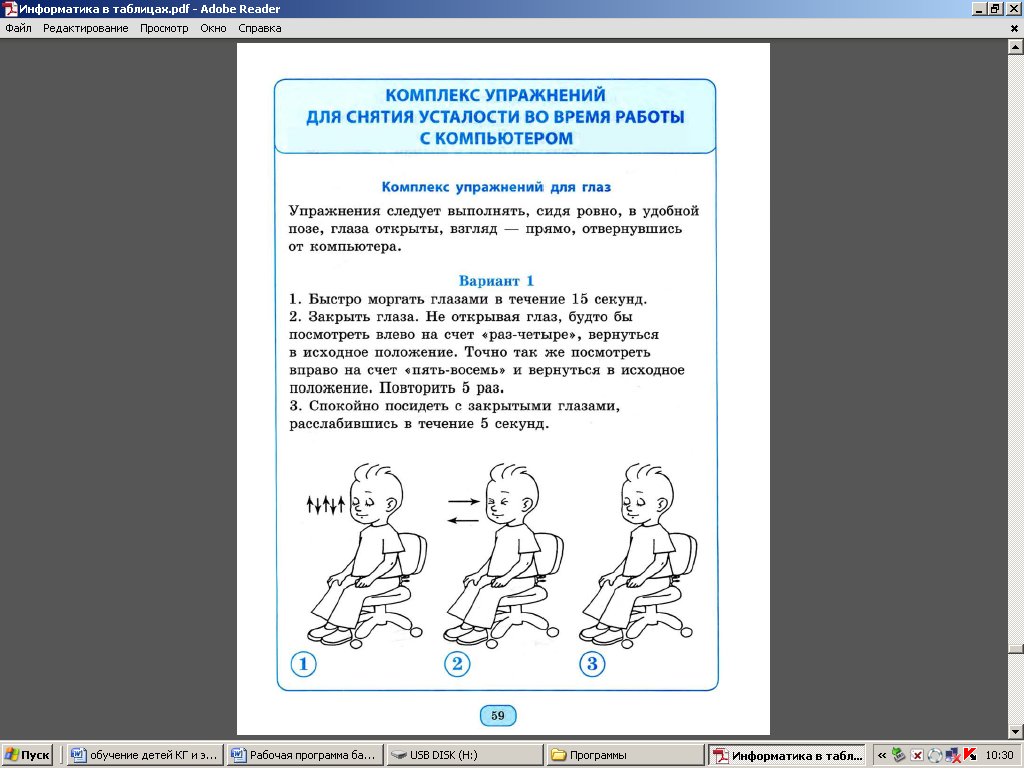 Информатика в таблицах.pdf - Adobe Reader
Файл Редактирование Просмотр Окно Справка
КОМПЛЕКС УПРАЖНЕНИЙ
ДЛЯ СНЯТИЯ УСТАЛОСТИ ВО ВРЕМЯ РАБОТЫ
С КОМПЬЮТЕРОМ
Комплекс упражнений для глаз
Упражнения следует выполнять, сидя ровно, в удобной
позе, глаза открыты, взгляд — прямо, отвернувшись
от компьютера.
Вариант 1
1. Быстро моргать глазами в течение 15 секунд.
2. Закрыть глаза. Не открывая глаз, будто бы
посмотреть влево на счет «раз-четыре», вернуться
в исходное положение. Точно так же посмотреть
вправо на счет «пять-восемь» и вернуться в исходное
положение. Повторить 5 раз.
3. Спокойно посидеть с закрытыми глазами,
расслабившись в течение 5 секунд.
1 2 3
59
Пуск обучение детей КГ и з... Рабочая программа ба... USB DISK (H:) Программы Информатика в табл... « 10:30